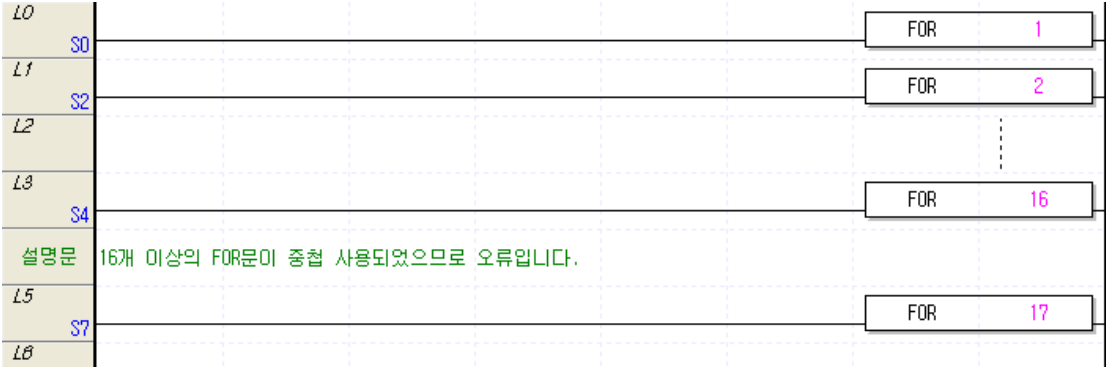 L0
S0 FOR 1
L1
S2 FOR 2
L2
L3
S4 FOR 16
설명문 16개 이상의 FOR문이 중첩 사용되었으므로 오류입니다.
L5
S7 FOR 17
L6